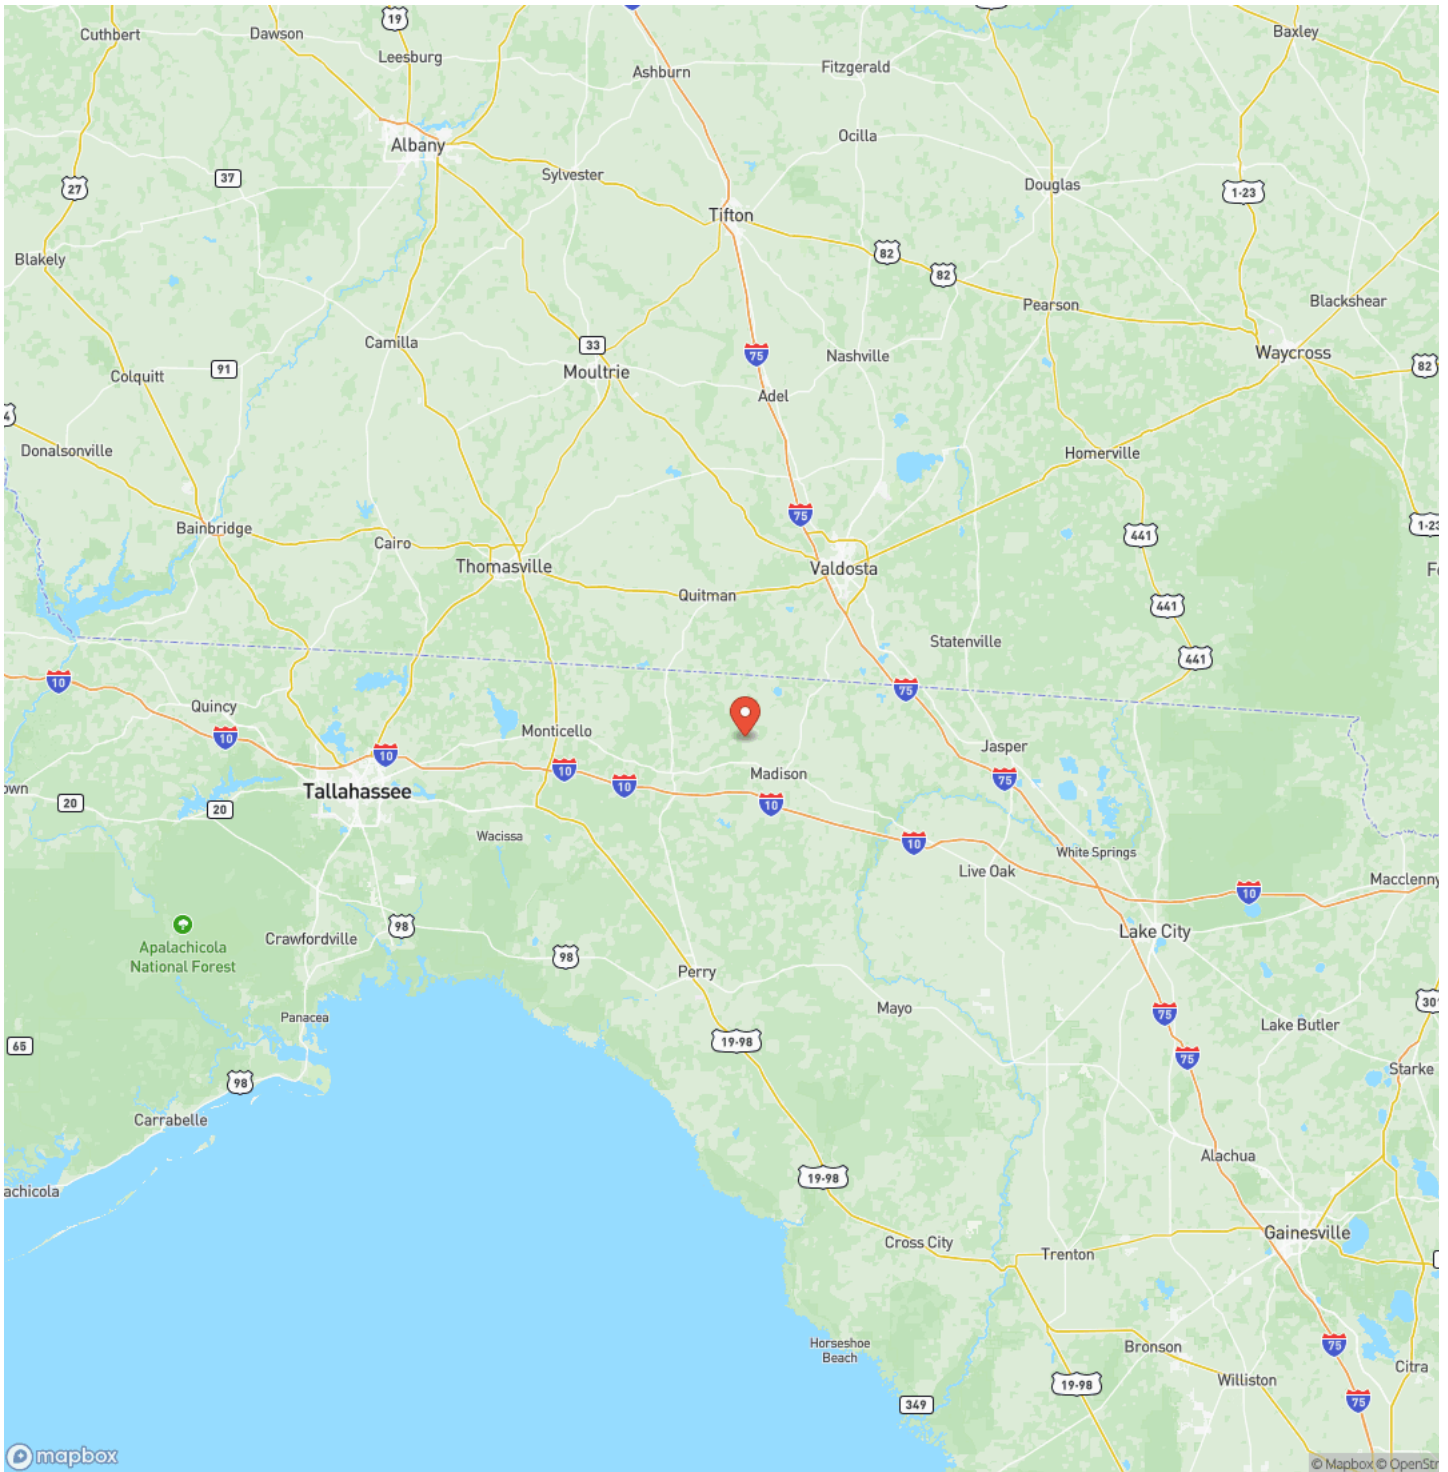 19
Cuthbert
Dawson
Leesburg
Ashburn
Fitzgerald
Baxley
Albany
Ocilla
37
27
Sylvester
Douglas
1-23
Tifton
82
82
Blakely
Pearson
Blackshear
Camilla
33
75
Nashville
Waycross
82
91
Colquitt
Moultrie
Adel
Donalsonville
Homerville
75
Bainbridge
Cairo
441
1-23
Thomasville
Valdosta
Quitman
441
Statenville
441
10
75
Quincy
10
Monticello
10
Jasper
10
10
Madison
75
own
20
20
Tallahassee
10
Wacissa
10
White Springs
Live Oak
Macclenny
10
98
Apalachicola
National Forest
Crawfordville
98
Lake City
Perry
Mayo
75
301
Panacea
19-98
Lake Butler
65
75
98
Starke
Carrabelle
Alachua
19-98
achicola
Cross City
Trenton
Gainesville
Horseshoe
Beach
Bronson
75
Citra
19-98
Williston
349
75
mapbox
© Mapbox © OpenStr